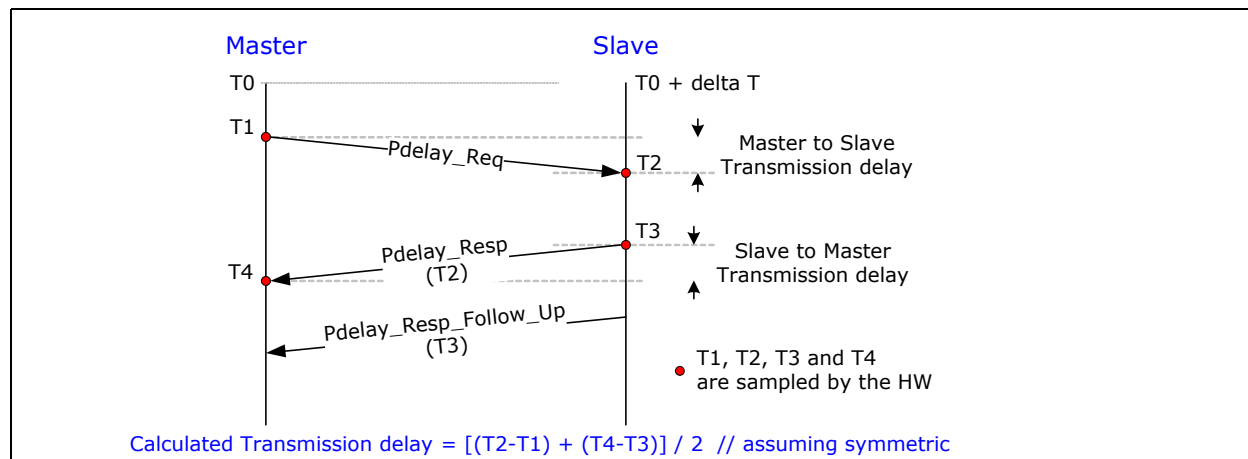 Master
Slave
T0
T0 + delta T
T1
Pdelay_Req
T2
Master to Slave
Transmission delay
T3
Pdelay_Resp
(T2)
T4
Slave to Master
Transmission delay
Pdelay_Resp_Follow_Up
(T3)
T1, T2, T3 and T4
are sampled by the HW
Calculated Transmission delay = [(T2-T1) + (T4-T3)] / 2  // assuming symmetric